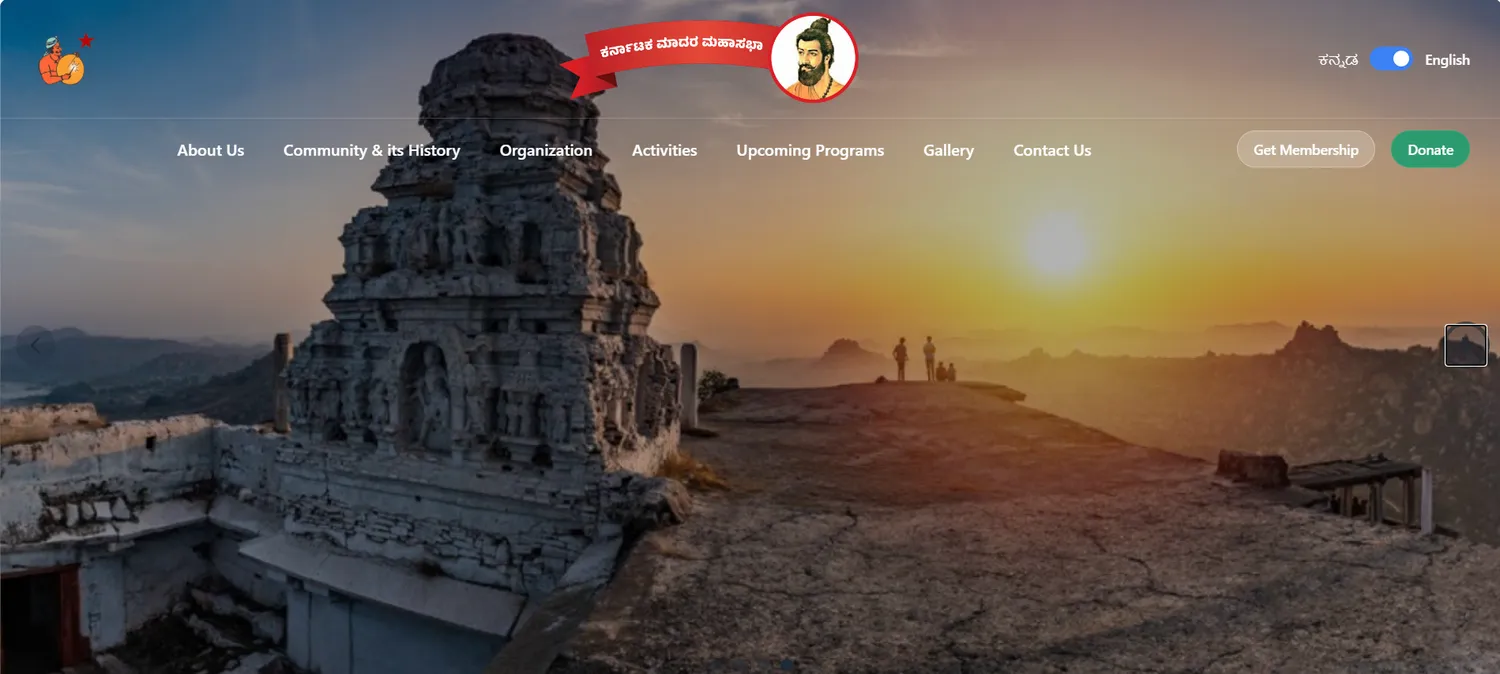 ಕರ್ನಾಟಕ ಮಾದರ ಮಹಾಸಭಾ
ಕನ್ನಡ English
About Us Community & its History Organization Activities Upcoming Programs Gallery Contact Us Get Membership Donate